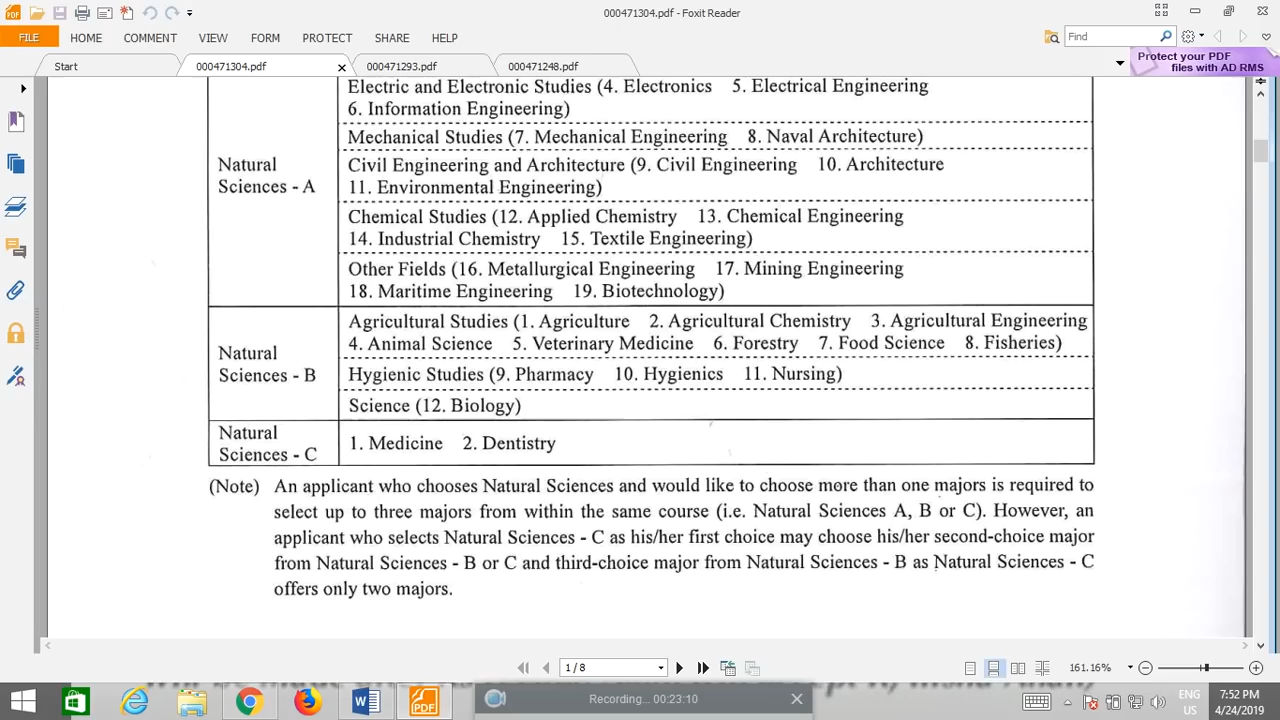 000471304.pdf - Foxit Reader
FILE HOME COMMENT VIEW FORM PROTECT SHARE HELP
Find
Protect your PDF
files with AD RMS
Start 000471304.pdf 000471293.pdf 000471248.pdf
Electric and Electronic Studies (4. Electronics 5. Electrical Engineering
6. Information Engineering)
Mechanical Studies (7. Mechanical Engineering 8. Naval Architecture)
Natural
Sciences - A
Civil Engineering and Architecture (9. Civil Engineering 10. Architecture
11. Environmental Engineering)
Chemical Studies (12. Applied Chemistry 13. Chemical Engineering
14. Industrial Chemistry 15. Textile Engineering)
Other Fields (16. Metallurgical Engineering 17. Mining Engineering
18. Maritime Engineering 19. Biotechnology)
Natural
Sciences - B
Agricultural Studies (1. Agriculture 2. Agricultural Chemistry 3. Agricultural Engineering
4. Animal Science 5. Veterinary Medicine 6. Forestry 7. Food Science 8. Fisheries)
Hygienic Studies (9. Pharmacy 10. Hygienics 11. Nursing)
Science (12. Biology)
Natural
Sciences - C
1. Medicine 2. Dentistry
(Note) An applicant who chooses Natural Sciences and would like to choose more than one majors is required to
select up to three majors from within the same course (i.e. Natural Sciences A, B or C). However, an
applicant who selects Natural Sciences - C as his/her first choice may choose his/her second-choice major
from Natural Sciences - B or C and third-choice major from Natural Sciences - B as Natural Sciences - C
offers only two majors.
1 / 8
161.16%
Recording... 00:23:10
ENG
US
7:52 PM
4/24/2019